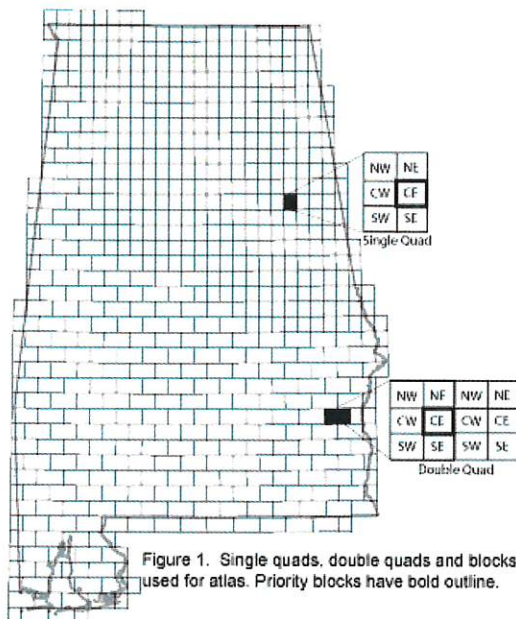 NW NE
CW CE
SW SE
Single Quad
NW NE NW NE
CW CE CW CE
SW SE SW SE
Double Quad
Figure 1. Single quads, double quads and blocks
used for atlas. Priority blocks have bold outline.